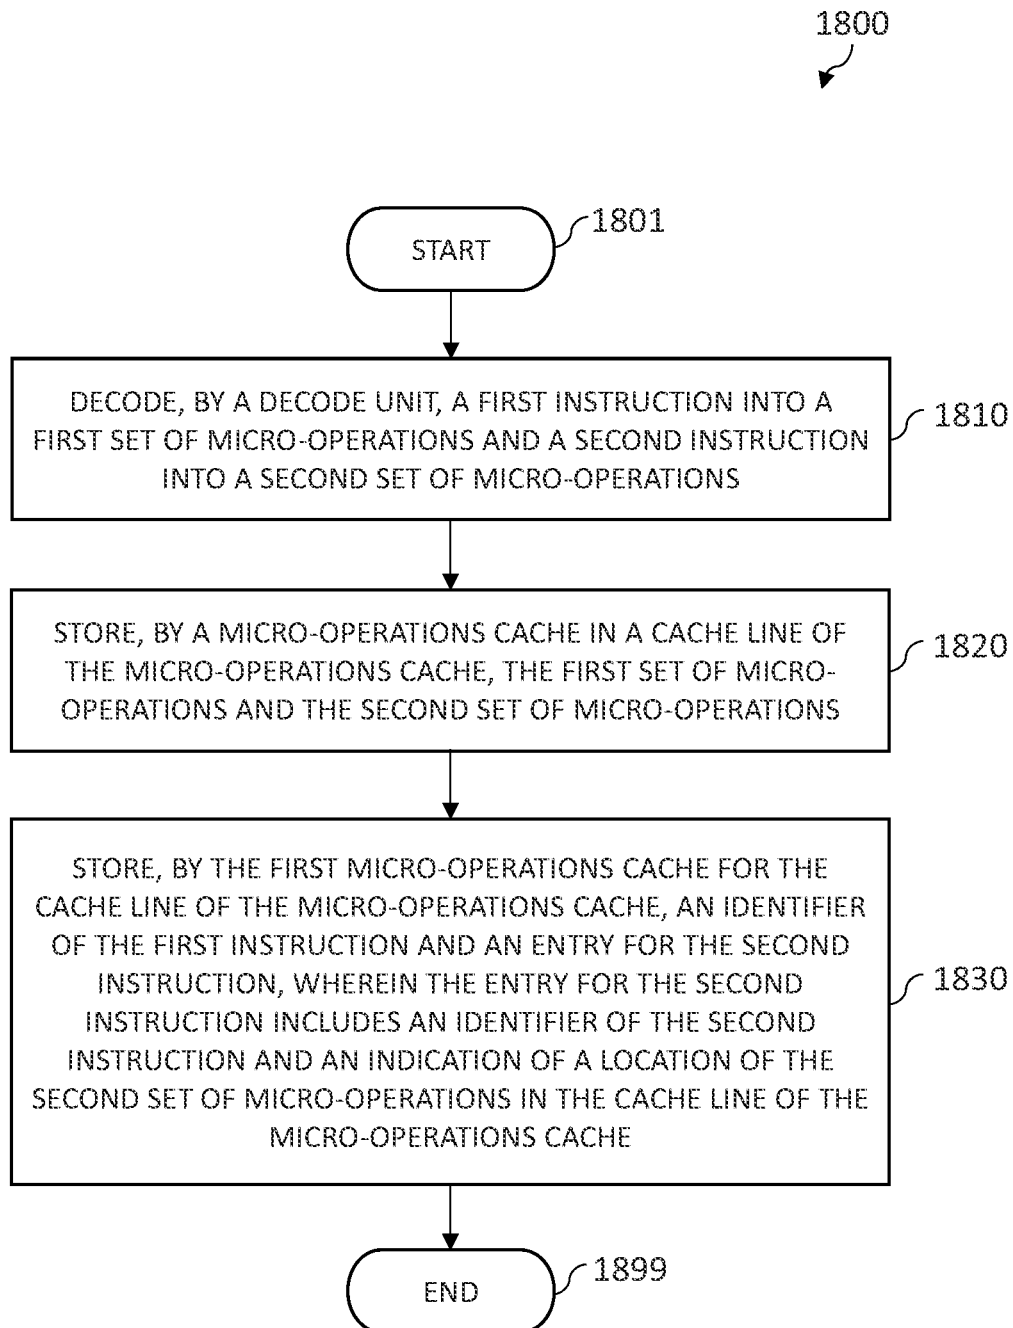 1800
START
1801
DECODE, BY A DECODE UNIT, A FIRST INSTRUCTION INTO A
FIRST SET OF MICRO-OPERATIONS AND A SECOND INSTRUCTION
INTO A SECOND SET OF MICRO-OPERATIONS
1810
STORE, BY A MICRO-OPERATIONS CACHE IN A CACHE LINE OF
THE MICRO-OPERATIONS CACHE, THE FIRST SET OF MICRO-
OPERATIONS AND THE SECOND SET OF MICRO-OPERATIONS
1820
STORE, BY THE FIRST MICRO-OPERATIONS CACHE FOR THE
CACHE LINE OF THE MICRO-OPERATIONS CACHE, AN IDENTIFIER
OF THE FIRST INSTRUCTION AND AN ENTRY FOR THE SECOND
INSTRUCTION, WHEREIN THE ENTRY FOR THE SECOND
INSTRUCTION INCLUDES AN IDENTIFIER OF THE SECOND
INSTRUCTION AND AN INDICATION OF A LOCATION OF THE
SECOND SET OF MICRO-OPERATIONS IN THE CACHE LINE OF THE
MICRO-OPERATIONS CACHE
1830
END
1899